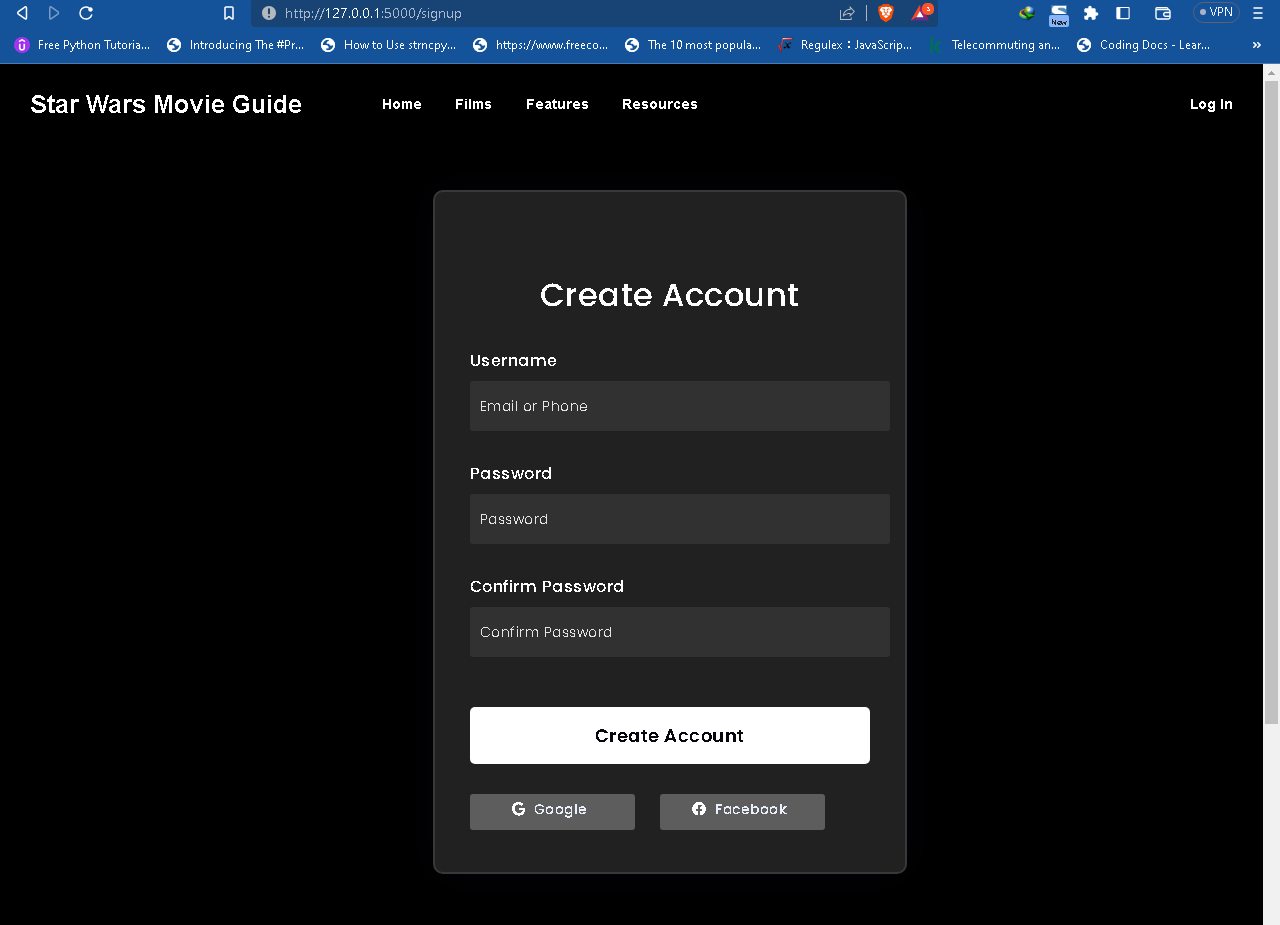 http://127.0.0.1:5000/signup 3 New VPN
Free Python Tutoria... Introducing The #Pr... How to Use strncpy,... https://www.freeco... The 10 most popula... Regulex：JavaScrip... Telecommuting an... Coding Docs - Lear... »
Star Wars Movie Guide Home Films Features Resources Log In
Create Account
Username
Email or Phone
Password
Password
Confirm Password
Confirm Password
Create Account
Google Facebook